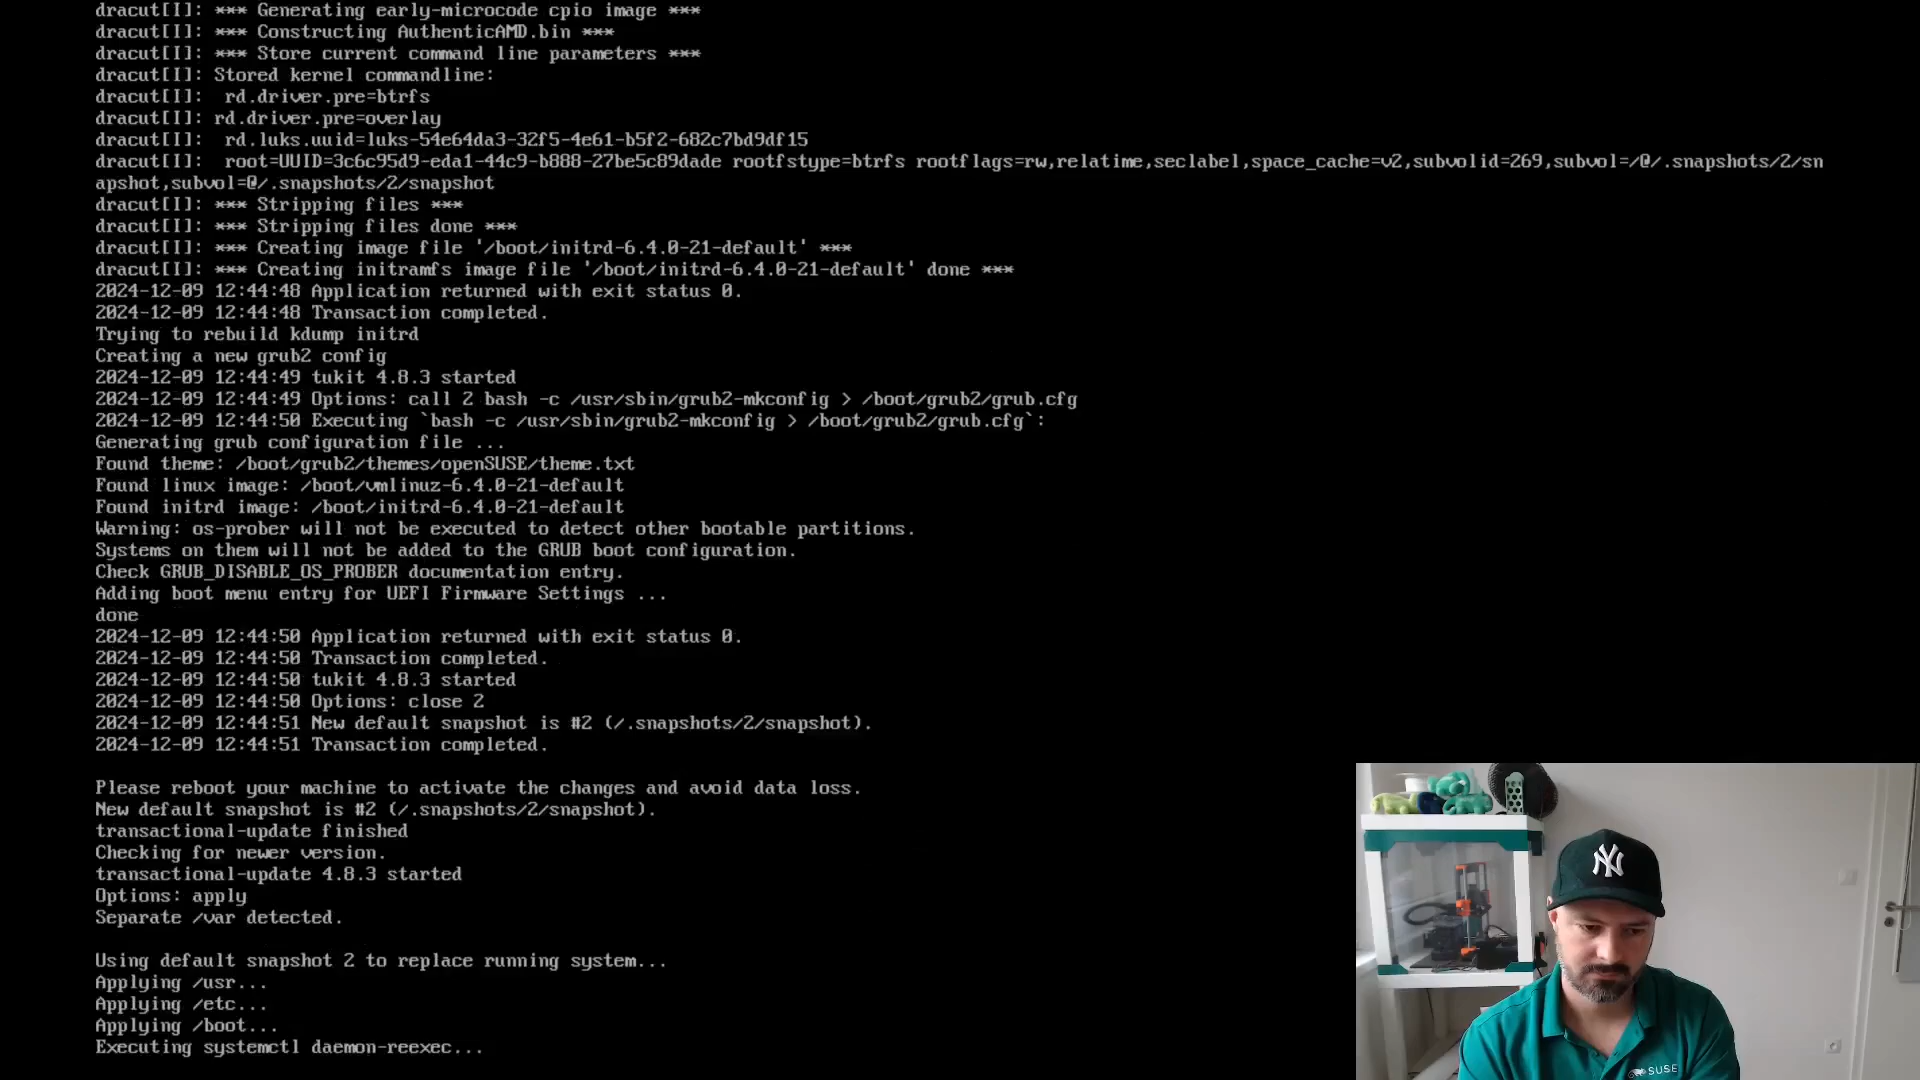 dracut[I]: *** Generating early-microcode cpio image ***
dracut[I]: *** Constructing AuthenticAMD.bin ***
dracut[I]: *** Store current command line parameters ***
dracut[I]: Stored kernel commandline:
dracut[I]:  rd.driver.pre=btrfs
dracut[I]: rd.driver.pre=overlay
dracut[I]:  rd.luks.uuid=luks-54e64da3-32f5-4e61-b5f2-682c7bd9df15
dracut[I]:  root=UUID=3c6c95d9-eda1-44c9-b888-27be5c89dade rootfstype=btrfs rootflags=rw,relatime,seclabel,space_cache=v2,subvolid=269,subvol=/@/.snapshots/2/sn
apshot,subvol=@/.snapshots/2/snapshot
dracut[I]: *** Stripping files ***
dracut[I]: *** Stripping files done ***
dracut[I]: *** Creating image file '/boot/initrd-6.4.0-21-default' ***
dracut[I]: *** Creating initramfs image file '/boot/initrd-6.4.0-21-default' done ***
2024-12-09 12:44:48 Application returned with exit status 0.
2024-12-09 12:44:48 Transaction completed.
Trying to rebuild kdump initrd
Creating a new grub2 config
2024-12-09 12:44:49 tukit 4.8.3 started
2024-12-09 12:44:49 Options: call 2 bash -c /usr/sbin/grub2-mkconfig > /boot/grub2/grub.cfg
2024-12-09 12:44:50 Executing `bash -c /usr/sbin/grub2-mkconfig > /boot/grub2/grub.cfg`:
Generating grub configuration file ...
Found theme: /boot/grub2/themes/openSUSE/theme.txt
Found linux image: /boot/vmlinuz-6.4.0-21-default
Found initrd image: /boot/initrd-6.4.0-21-default
Warning: os-prober will not be executed to detect other bootable partitions.
Systems on them will not be added to the GRUB boot configuration.
Check GRUB_DISABLE_OS_PROBER documentation entry.
Adding boot menu entry for UEFI Firmware Settings ...
done
2024-12-09 12:44:50 Application returned with exit status 0.
2024-12-09 12:44:50 Transaction completed.
2024-12-09 12:44:50 tukit 4.8.3 started
2024-12-09 12:44:50 Options: close 2
2024-12-09 12:44:51 New default snapshot is #2 (/.snapshots/2/snapshot).
2024-12-09 12:44:51 Transaction completed.
Please reboot your machine to activate the changes and avoid data loss.
New default snapshot is #2 (/.snapshots/2/snapshot).
transactional-update finished
Checking for newer version.
transactional-update 4.8.3 started
Options: apply
Separate /var detected.
Using default snapshot 2 to replace running system...
Applying /usr...
Applying /etc...
Applying /boot...
Executing systemctl daemon-reexec...
NY
SUSE